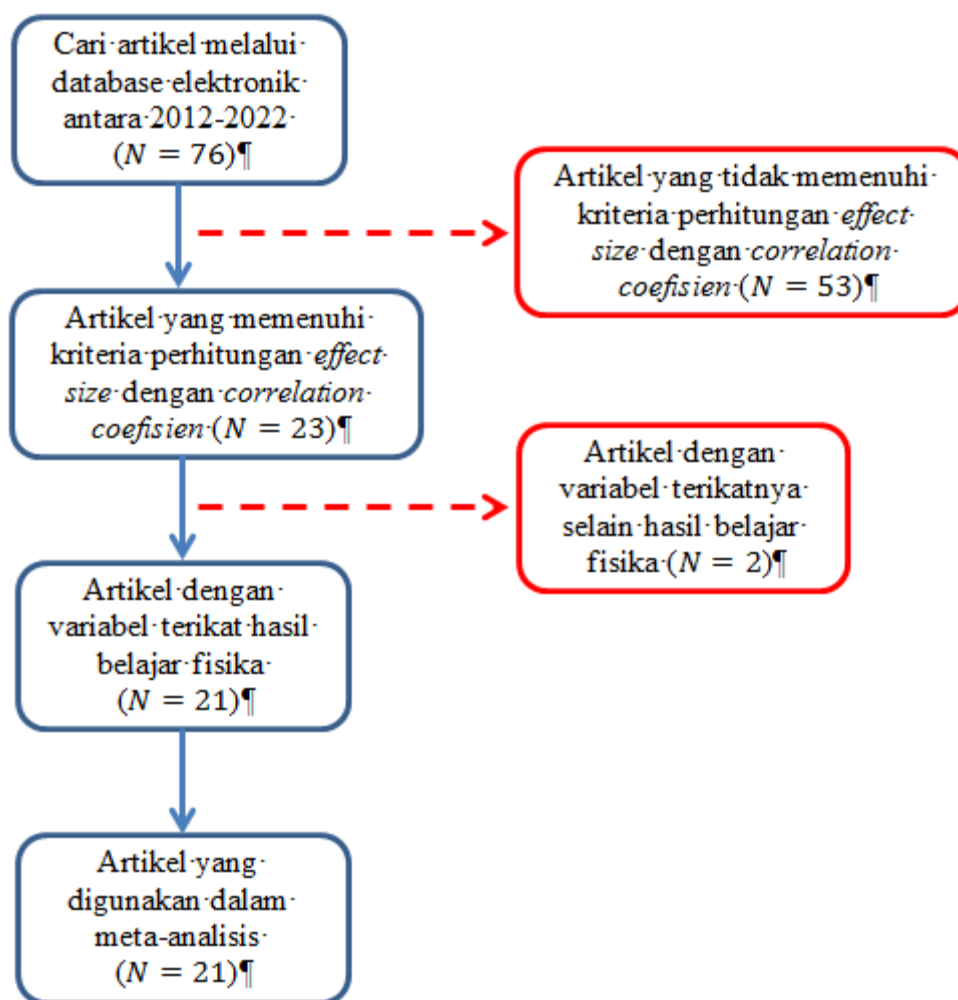 Cari·artikel·melalui·
database·elektronik·
antara·2012-2022·
(N = 76)¶
Artikel·yang·tidak·memenuhi·
kriteria·perhitungan·effect·
size·dengan·correlation·
coefisien·(N = 53)¶
Artikel·yang·memenuhi·
kriteria·perhitungan·effect·
size·dengan·correlation·
coefisien·(N = 23)¶
Artikel·dengan·
variabel·terikatnya·
selain·hasil·belajar·
fisika·(N = 2)¶
Artikel·dengan·
variabel·terikat·hasil·
belajar·fisika·
(N = 21)¶
Artikel·yang·
digunakan·dalam·
meta-analisis·
(N = 21)¶